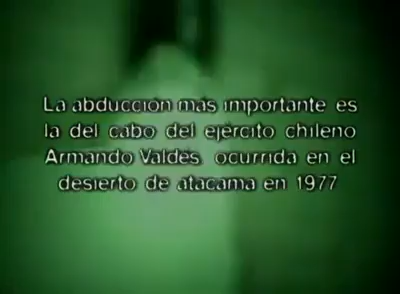 La abducción más importante es
la del cabo del ejército chileno
Armando Valdés, ocurrida en el
desierto de atacama en 1977